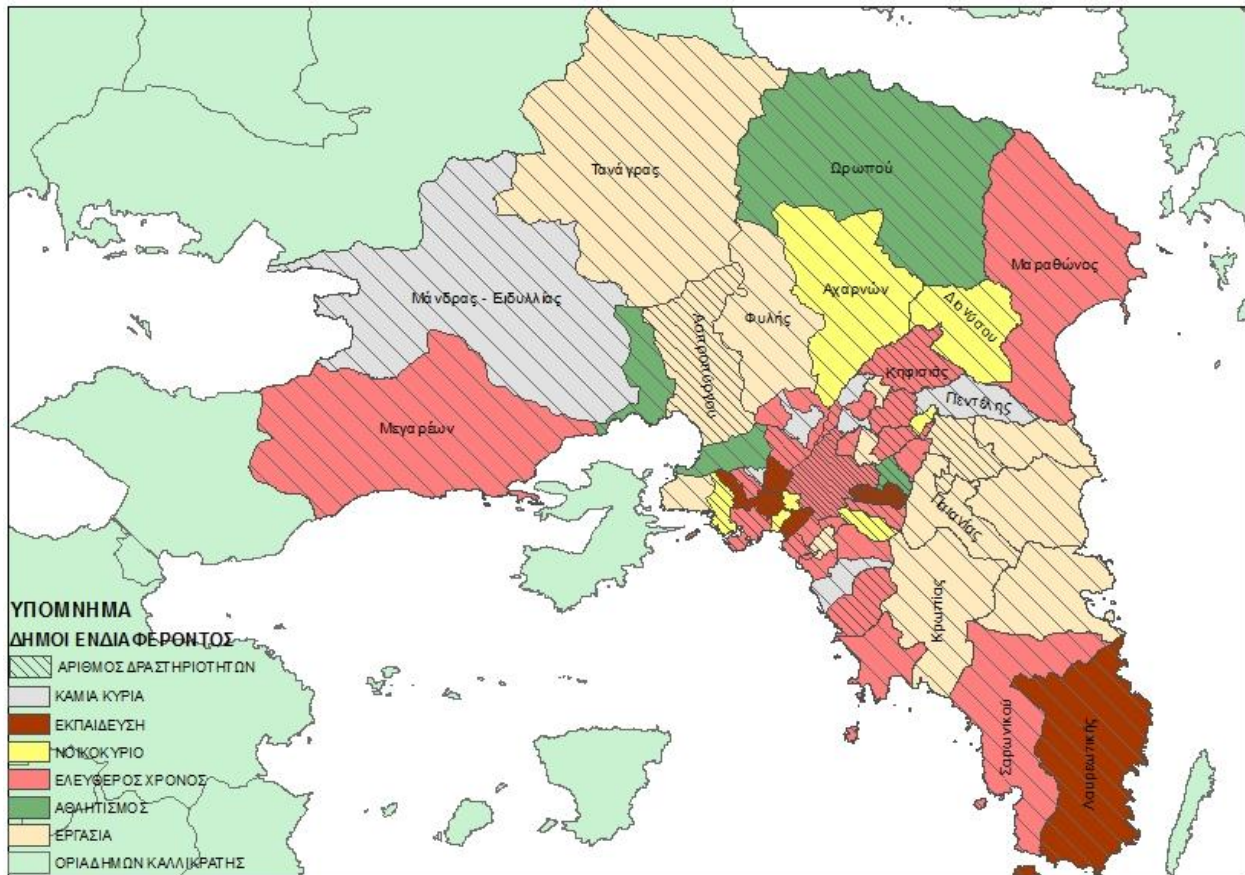 Τανάγρας
Ωρωπού
Μαραθώνος
Μάνδρας - Ειδυλλίας
Ασπροπύργου
Φυλής
Αχαρνών
Διονύσου
Κηφισιάς
Πεντέλης
Μεγαρέων
Παιανίας
Κρωπίας
Σαρωνικού
Λαυρεωτικής
ΥΠΟΜΝΗΜΑ
ΔΗΜΟΙ ΕΝΔΙΑΦΕΡΟΝΤΟΣ
ΑΡΙΘΜΟΣ ΔΡΑΣΤΗΡΙΟΤΗΤΩΝ
ΚΑΜΙΑ ΚΥΡΙΑ
ΕΚΠΑΙΔΕΥΣΗ
ΝΟΙΚΟΚΥΡΙΟ
ΕΛΕΥΘΕΡΟΣ ΧΡΟΝΟΣ
ΑΘΛΗΤΙΣΜΟΣ
ΕΡΓΑΣΙΑ
ΟΡΙΑ ΔΗΜΩΝ ΚΑΛΛΙΚΡΑΤΗΣ